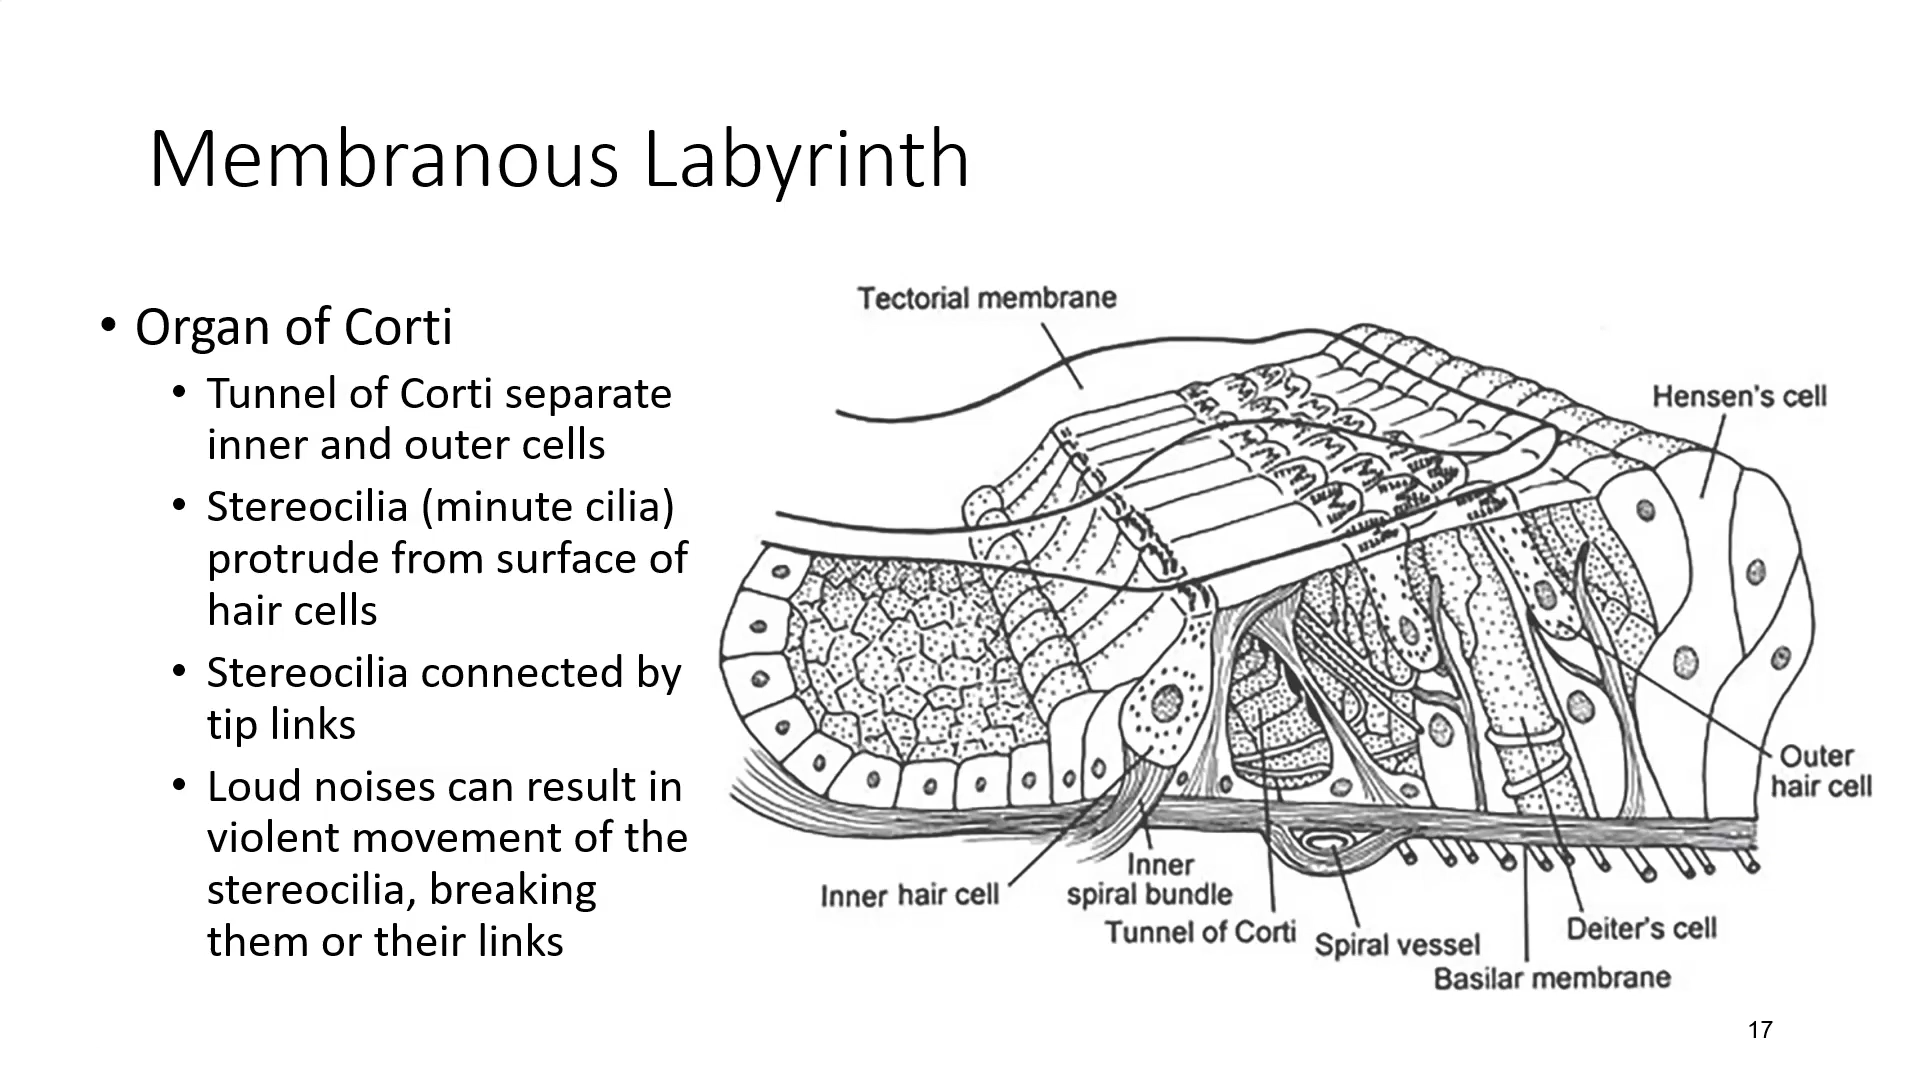 Membranous Labyrinth
• Organ of Corti
• Tunnel of Corti separate
inner and outer cells
• Stereocilia (minute cilia)
protrude from surface of
hair cells
• Stereocilia connected by
tip links
• Loud noises can result in
violent movement of the
stereocilia, breaking
them or their links
Tectorial membrane
Hensen's cell
Outer
hair cell
Inner
spiral bundle
Inner hair cell
Tunnel of Corti
Spiral vessel
Deiter's cell
Basilar membrane
17